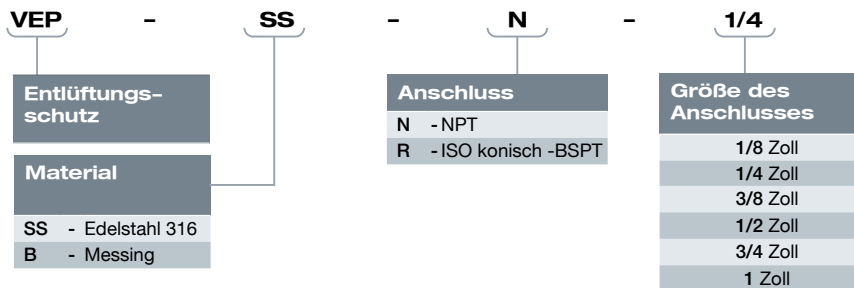 VEP - SS - N - 1/4
Entlüftungs-
schutz
Material
SS - Edelstahl 316
B - Messing
Anschluss
N - NPT
R - ISO konisch -BSPT
Größe des
Anschlusses
1/8 Zoll
1/4 Zoll
3/8 Zoll
1/2 Zoll
3/4 Zoll
1 Zoll